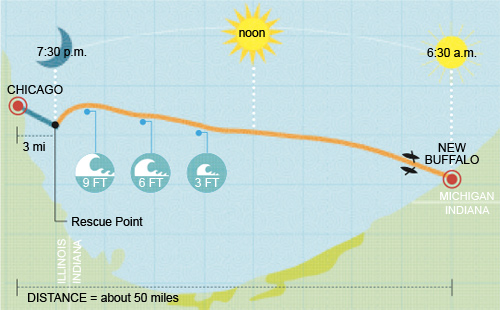 noon
7:30 p.m.
6:30 a.m.
CHICAGO
3 mi
NEW
BUFFALO
9 FT
6 FT
3 FT
MICHIGAN
INDIANA
Rescue Point
ILLINOIS
INDIANA
DISTANCE = about 50 miles